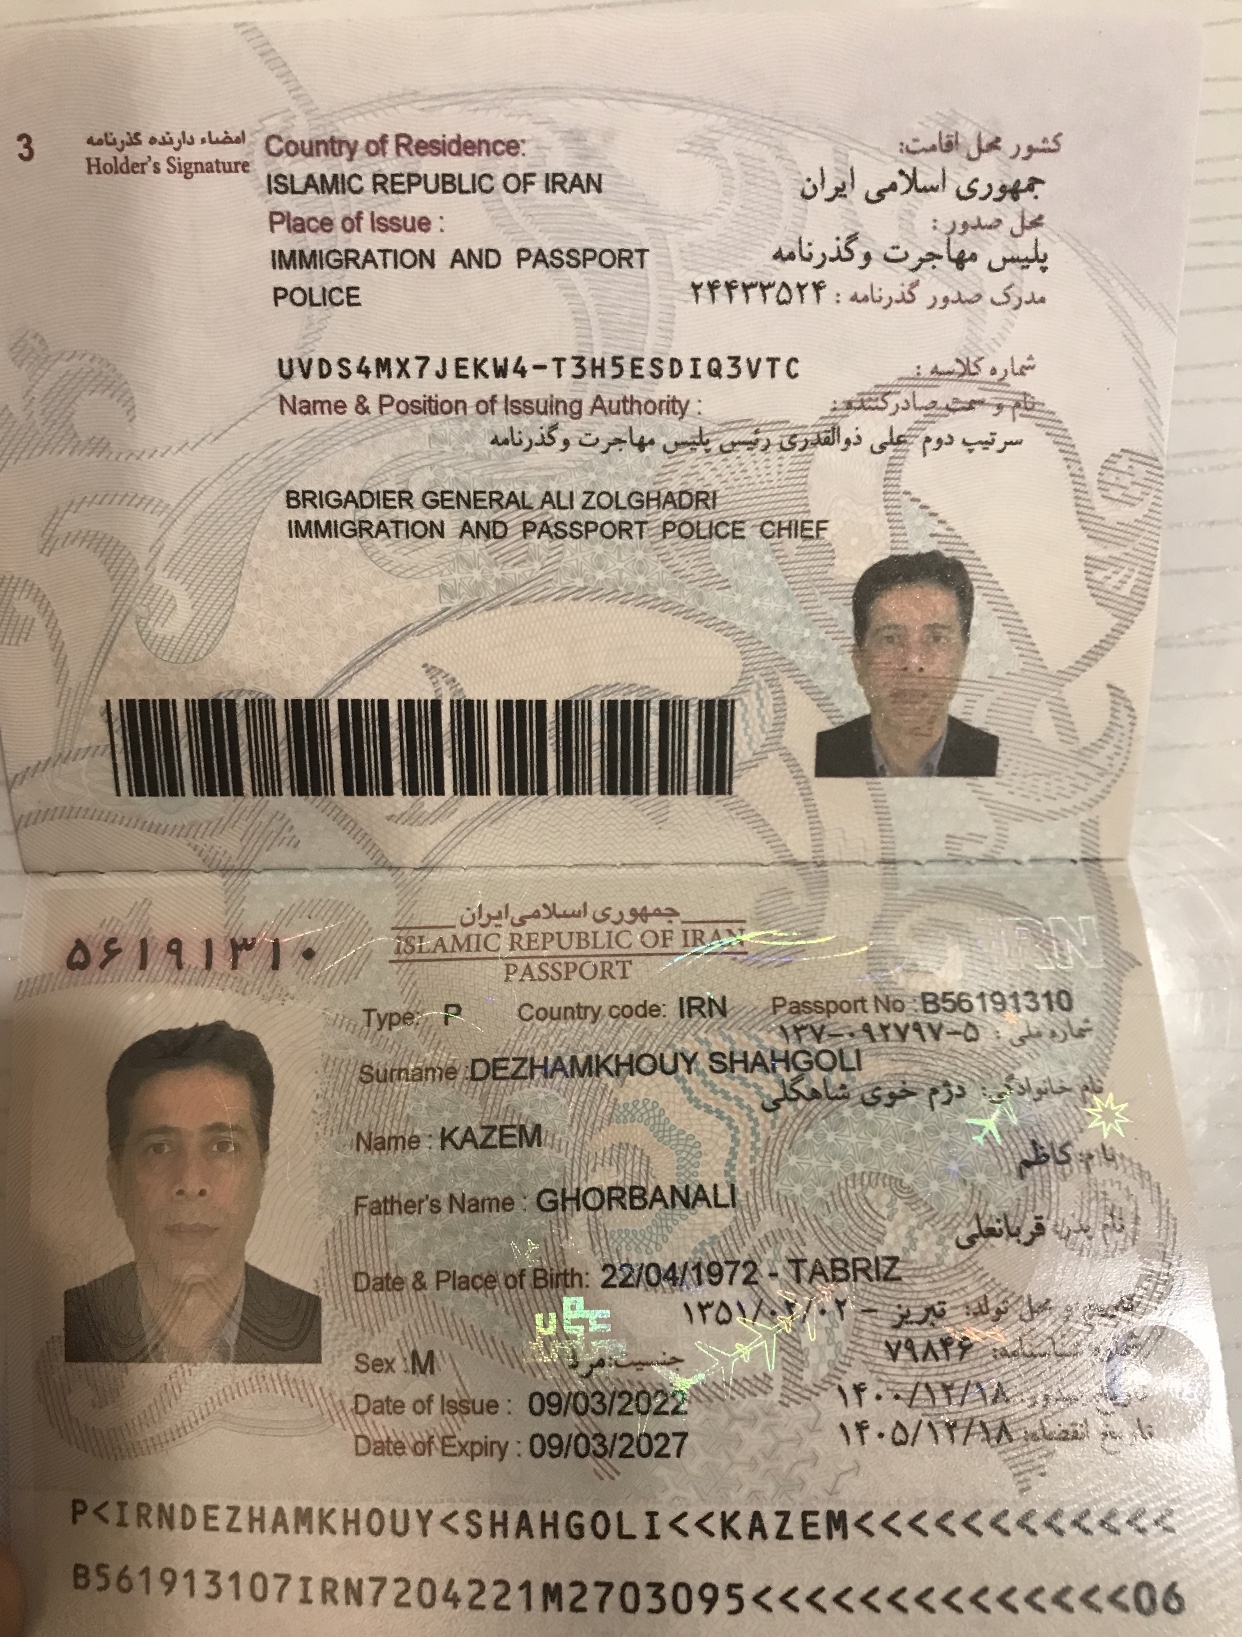 3
امضاء دارنده گذرنامه
Holder's Signature
Country of Residence:
کشور محل اقامت:
ISLAMIC REPUBLIC OF IRAN
جمهوری اسلامی ایران
Place of Issue :
محل صدور :
IMMIGRATION AND PASSPORT
پلیس مهاجرت وگذرنامه
POLICE
مدرک صدور گذرنامه : ۲۴۴۳۳۵۲۴
UVDS4MX7JEKW4-T3H5ESDIQ3VTC
شماره کلاسه :
Name & Position of Issuing Authority :
نام و سمت صادرکننده :
سرتیپ دوم علی ذوالقدری رئیس پلیس مهاجرت وگذرنامه
BRIGADIER GENERAL ALI ZOLGHADRI
IMMIGRATION AND PASSPORT POLICE CHIEF
جمهوری اسلامی ایران
۵۶۱۹۱۳۱۰
ISLAMIC REPUBLIC OF IRAN
PASSPORT
IRN
Type: P Country code: IRN Passport No :B56191310
شماره ملی : ۱۳۷-۰۹۲۷۹۷-۵
Surname :DEZHAMKHOUY SHAHGOLI
نام خانوادگی: دژم خوی شاهگلی
Name : KAZEM
نام: کاظم
Father's Name : GHORBANALI
نام پدر: قربانعلی
Date & Place of Birth: 22/04/1972 - TABRIZ
تاریخ و محل تولد: تبریز - ۱۳۵۱/۰۲/۰۲
شماره شناسنامه: ۷۹۸۴۶
Sex :M
جنسیت: مرد
Date of Issue : 09/03/2022
تاریخ صدور: ۱۴۰۰/۱۲/۱۸
Date of Expiry : 09/03/2027
تاریخ انقضاء: ۱۴۰۵/۱۲/۱۸
P<IRNDEZHAMKHOUY<SHAHGOLI<<KAZEM<<<<<<<<<<<<
B561913107IRN7204221M2703095<<<<<<<<<<<<<<06